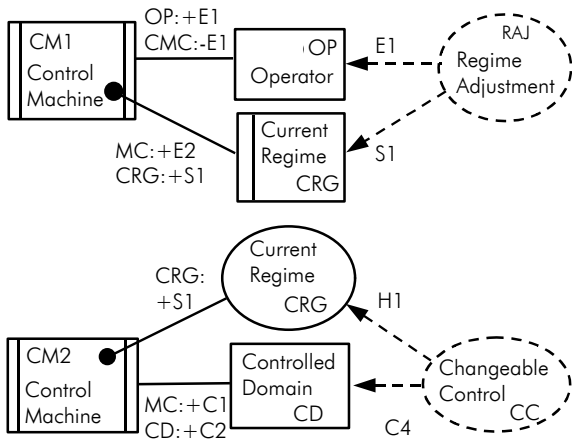 OP:+E1
CMC:-E1
CM1
Control
Machine
OP
Operator
E1
RAJ
Regime
Adjustment
MC:+E2
CRG:+S1
Current
Regime
CRG
S1
CRG:
+S1
Current
Regime
CRG
H1
CM2
Control
Machine
MC:+C1
CD:+C2
Controlled
Domain
CD
C4
Changeable
Control
CC